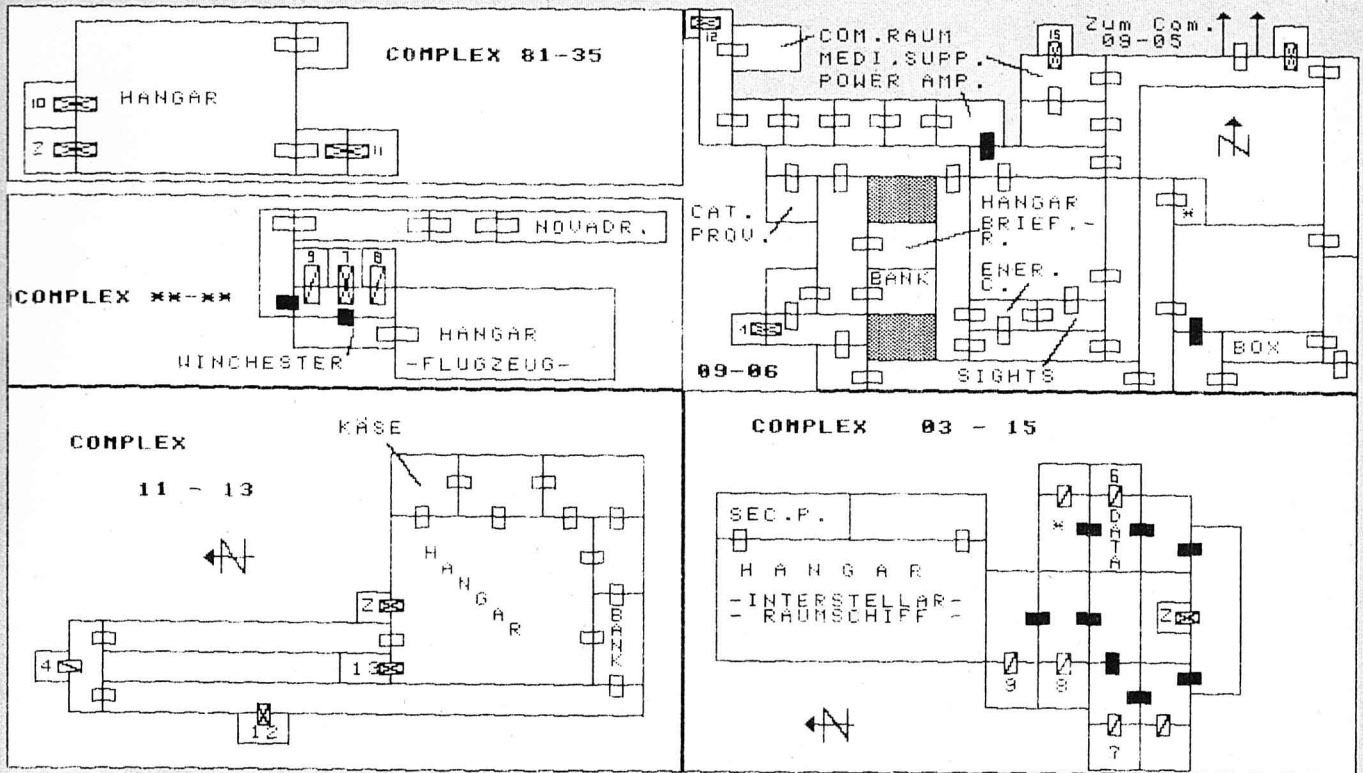 COMPLEX 81-35
HANGAR
10
2
11
NOVADR.
9 7 8
COMPLEX **-**
HANGAR
-FLUGZEUG-
WINCHESTER
12
COM.RAUM
MEDI.SUPP.
POWER AMP.
15
Zum Com.
09-05
N
CAT.
PROV.
HANGAR
BRIEF.-
R.
BANK
ENER.
C.
*
BOX
SIGHTS
09-06
COMPLEX
11 - 13
KÄSE
N
HANGAR
BANK
2
4
13
12
COMPLEX 03 - 15
SEC.P.
HANGAR
-INTERSTELLAR-
- RAUMSCHIFF -
6
*
DATA
2
9 8
7
N